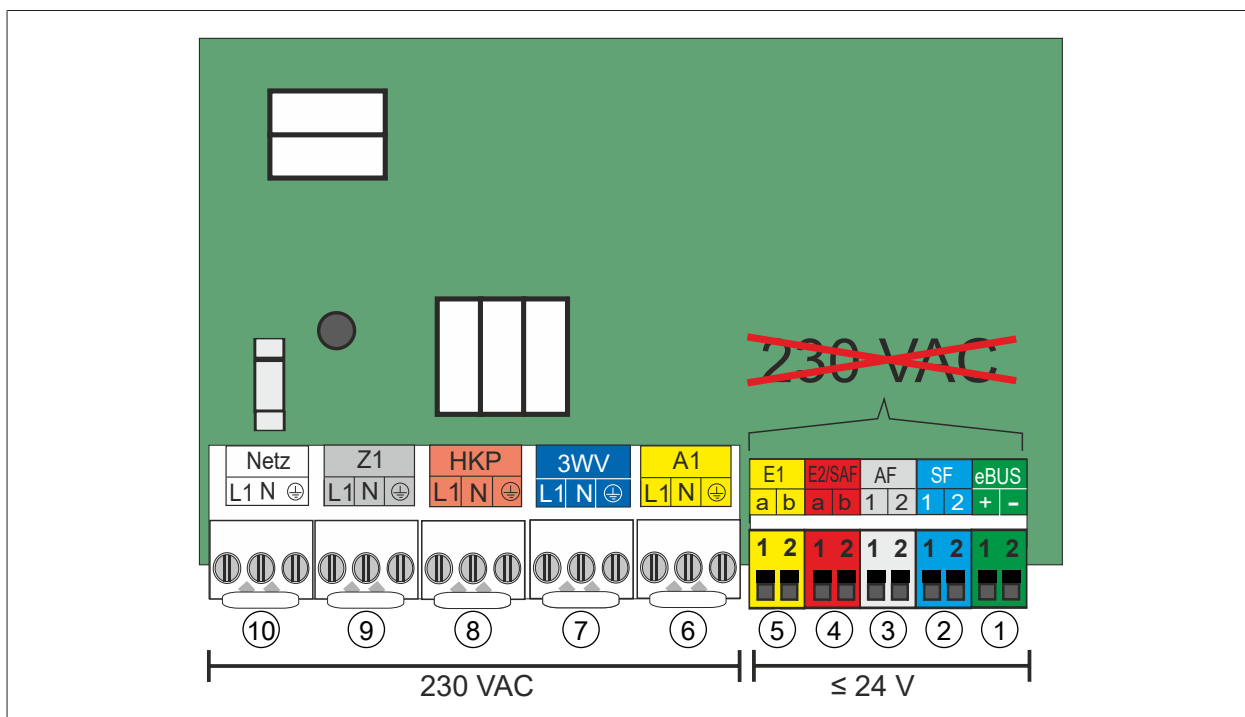 230 VAC
Netz Z1 HKP 3WV A1
L1 N ⏚ L1 N ⏚ L1 N ⏚ L1 N ⏚ L1 N ⏚
E1 E2/SAF AF SF eBUS
a b a b 1 2 1 2 + -
1 2 1 2 1 2 1 2 1 2
⑩ ⑨ ⑧ ⑦ ⑥ ⑤ ④ ③ ② ①
230 VAC ≤ 24 V